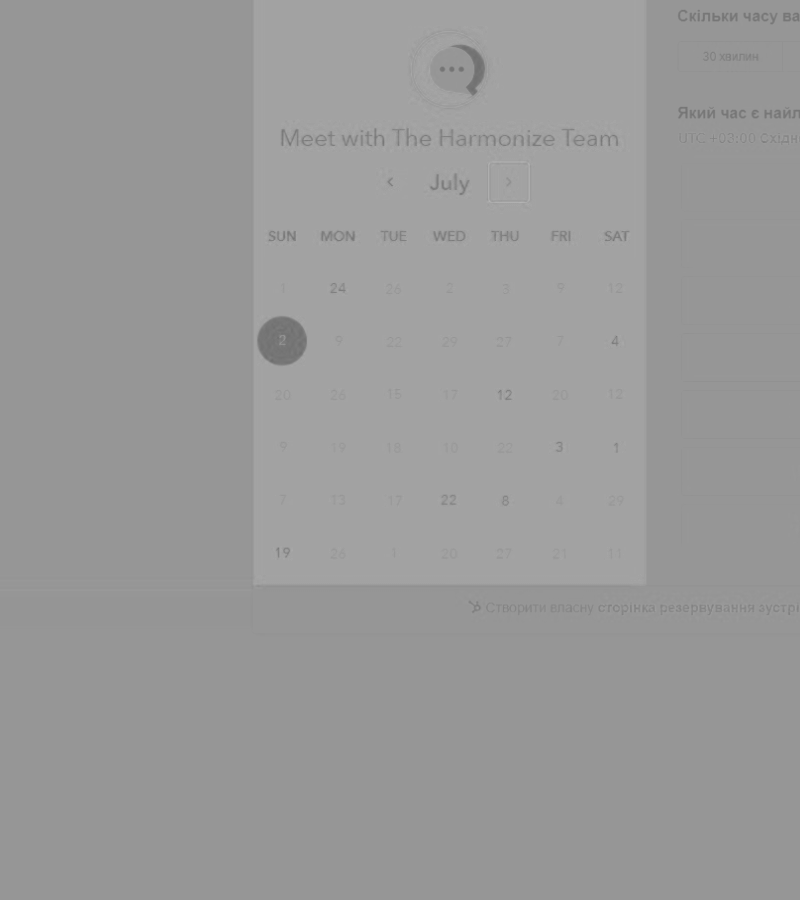 Скільки часу ва
30 хвилин
Meet with The Harmonize Team
Який час є найл
UTC +03:00 Східн
July
SUN MON TUE WED THU FRI SAT
1 24 26 2 3 9 12
2 9 22 29 27 7 4
20 26 15 17 12 20 12
9 19 18 10 22 3 1
7 13 17 22 8 4 29
19 26 1 20 27 21 11
Створити власну сторінка резервування зустрі